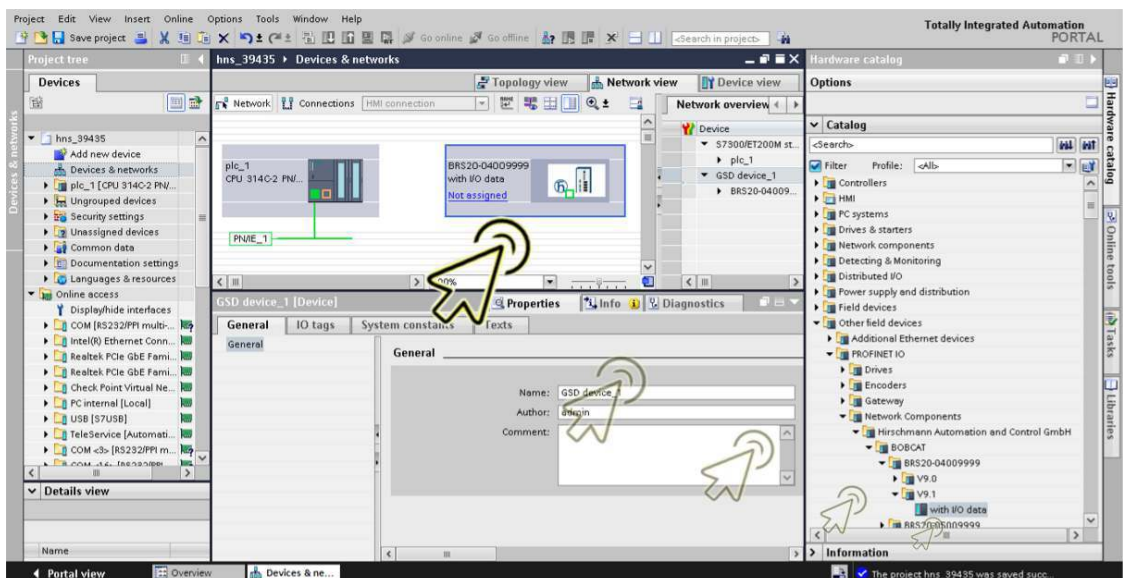 Project Edit View Insert Online Options Tools Window Help
Totally Integrated Automation
PORTAL
Save project Go online Go offline <Search in project>
Project tree
hns_39435 Devices & networks
Hardware catalog
Devices
Topology view Network view Device view
Options
Network Connections HMI connection
Network overview
Devices & networks
hns_39435
Add new device
Devices & networks
plc_1 [CPU 314C-2 PN/...
Ungrouped devices
Security settings
Unassigned devices
Common data
Documentation settings
Languages & resources
Online access
Display/hide interfaces
COM [RS232/PPI multi-...
Intel(R) Ethernet Conn...
Realtek PCIe GbE Fami...
Realtek PCIe GbE Fami...
Check Point Virtual Ne...
PC internal [Local]
USB [S7USB]
TeleService [Automati...
COM <3> [RS232/PPI m...
COM <16> [RS232/PPI
Details view
Name
plc_1
CPU 314C-2 PN/...
BRS20-04009999
with I/O data
Not assigned
PN/IE_1
Device
S7300/ET200M st...
plc_1
GSD device_1
BRS20-04009...
GSD device_1 [Device]
Properties Info Diagnostics
General IO tags System constants Texts
General
General
Name: GSD device_1
Author: admin
Comment:
Catalog
<Search>
Filter Profile: <All>
Controllers
HMI
PC systems
Drives & starters
Network components
Detecting & Monitoring
Distributed I/O
Power supply and distribution
Field devices
Other field devices
Additional Ethernet devices
PROFINET IO
Drives
Encoders
Gateway
Network Components
Hirschmann Automation and Control GmbH
BOBCAT
BRS20-04009999
V9.0
V9.1
with I/O data
BRS20-05009999
Information
Hardware catalog
Online tools
Tasks
Libraries
Portal view Overview Devices & ne...
The project hns_39435 was saved succ...